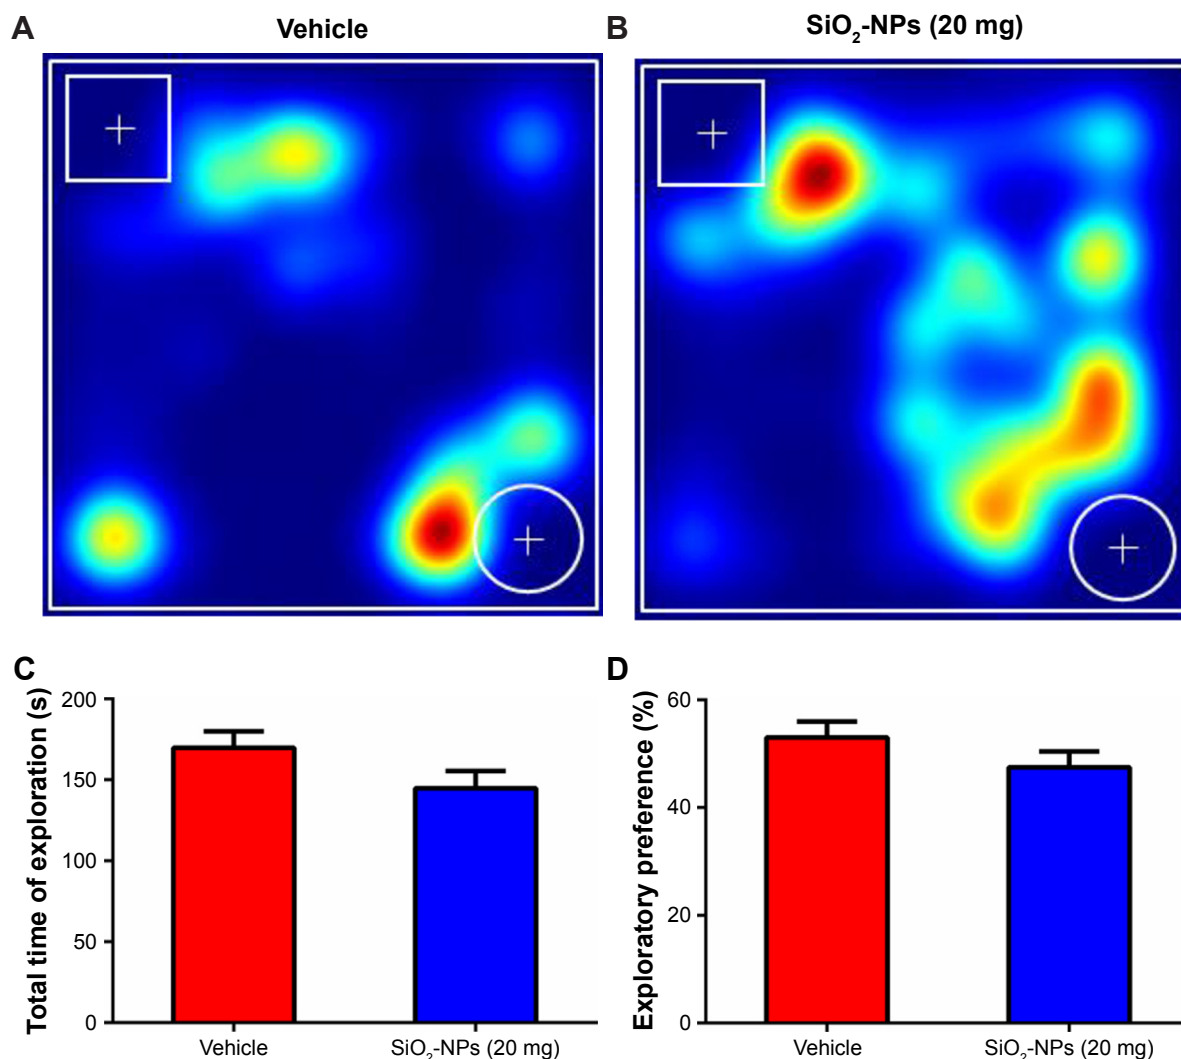 A
Vehicle
B
SiO₂-NPs (20 mg)
C
Total time of exploration (s)
200
150
100
50
0
Vehicle
SiO₂-NPs (20 mg)
D
Exploratory preference (%)
60
40
20
0
Vehicle
SiO₂-NPs (20 mg)